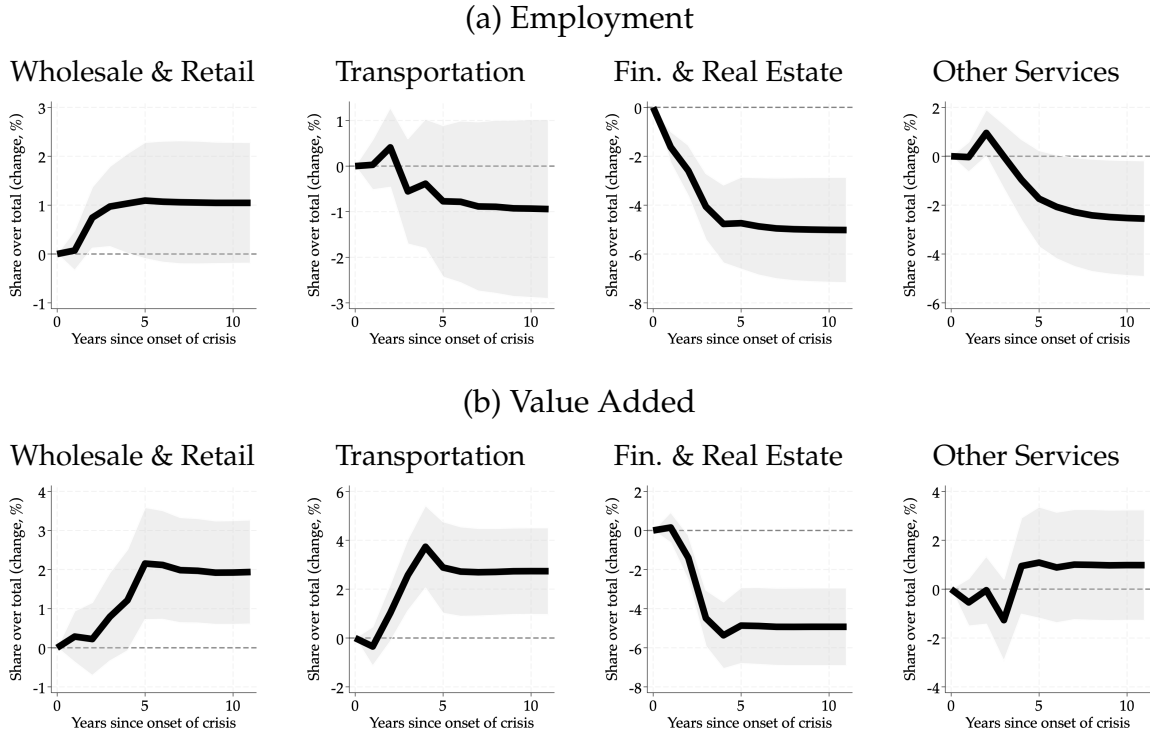 (a) Employment
Wholesale & Retail
Transportation
Fin. & Real Estate
Other Services
Share over total (change, %)
3
2
1
0
-1
0
5
10
Years since onset of crisis
Share over total (change, %)
1
0
-1
-2
-3
0
5
10
Years since onset of crisis
Share over total (change, %)
0
-2
-4
-6
-8
0
5
10
Years since onset of crisis
Share over total (change, %)
2
0
-2
-4
-6
0
5
10
Years since onset of crisis
(b) Value Added
Wholesale & Retail
Transportation
Fin. & Real Estate
Other Services
Share over total (change, %)
4
3
2
1
0
-1
0
5
10
Years since onset of crisis
Share over total (change, %)
6
4
2
0
-2
0
5
10
Years since onset of crisis
Share over total (change, %)
2
0
-2
-4
-6
-8
0
5
10
Years since onset of crisis
Share over total (change, %)
4
2
0
-2
-4
0
5
10
Years since onset of crisis